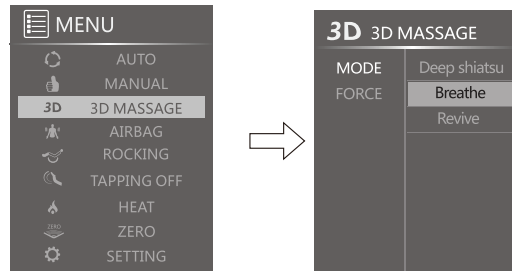 MENU
AUTO
MANUAL
3D 3D MASSAGE
AIRBAG
ROCKING
TAPPING OFF
HEAT
ZERO ZERO
SETTING
3D 3D MASSAGE
MODE Deep shiatsu
FORCE Breathe
Revive